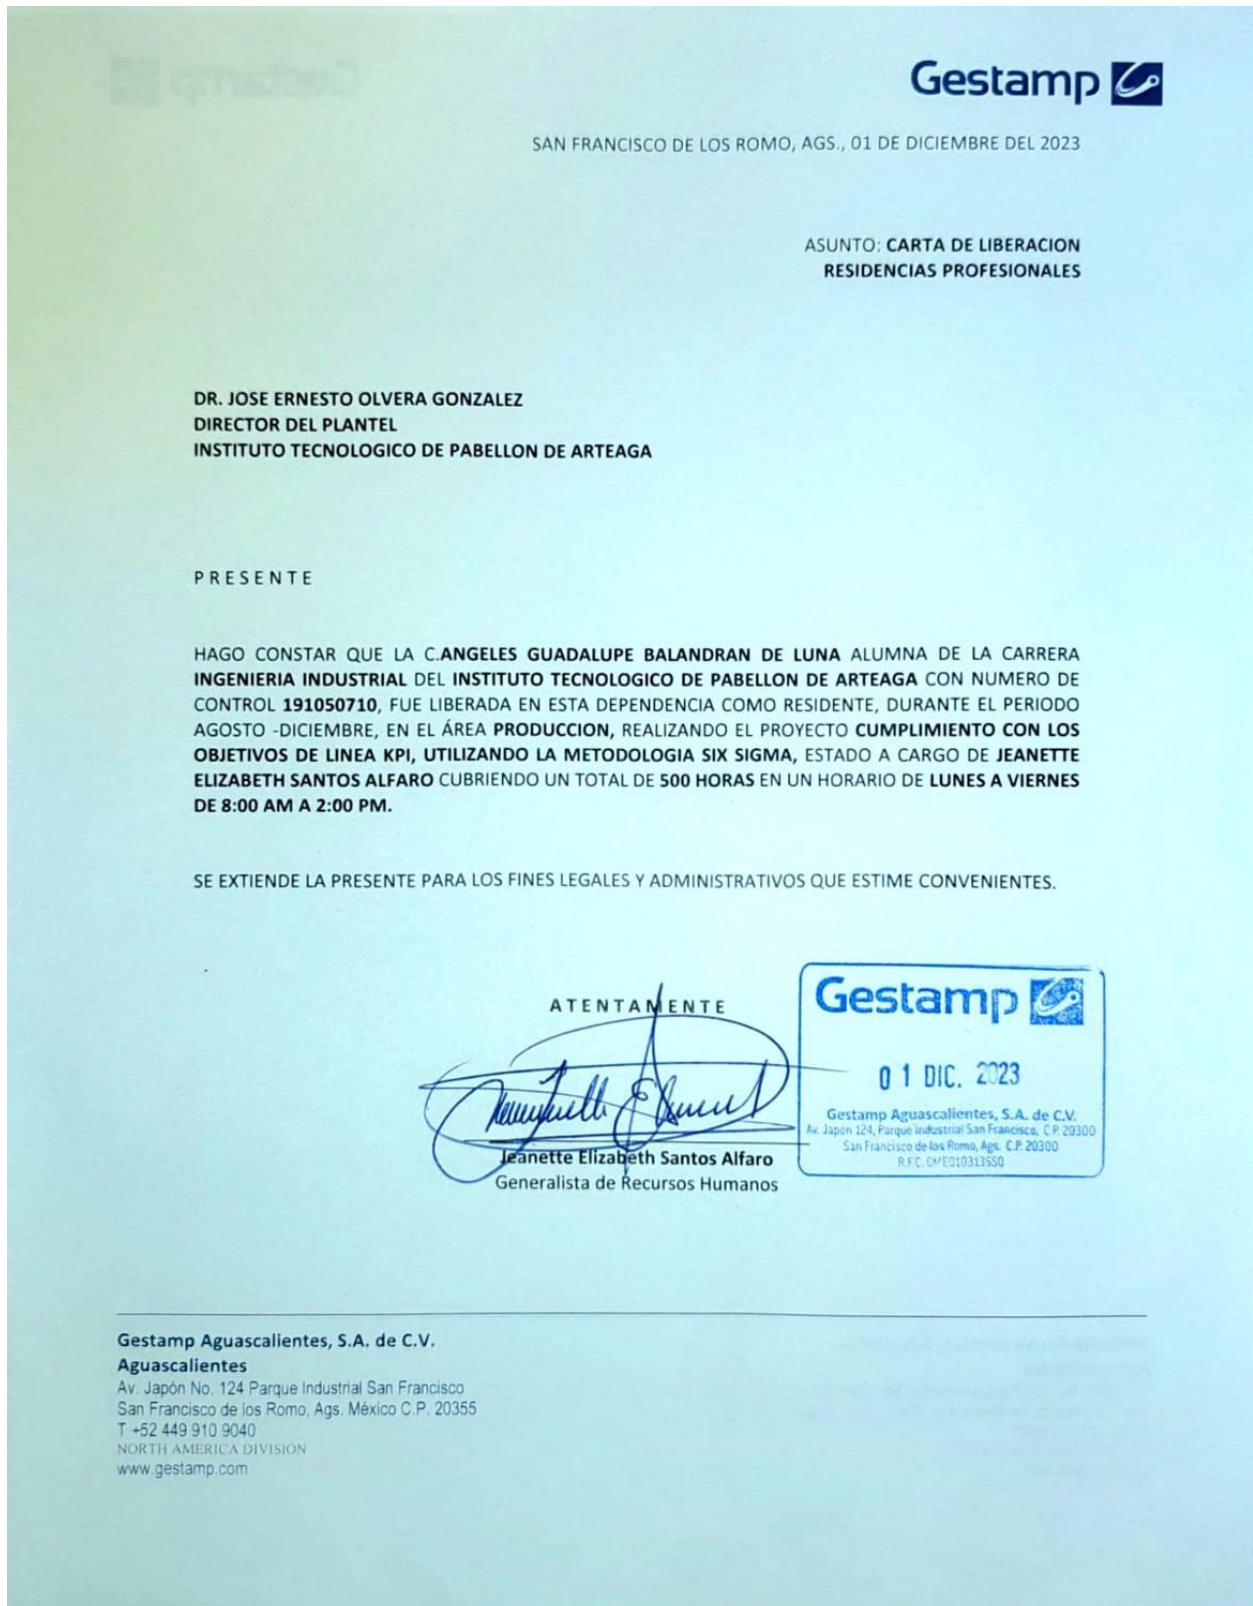 Gestamp
SAN FRANCISCO DE LOS ROMO, AGS., 01 DE DICIEMBRE DEL 2023
ASUNTO: CARTA DE LIBERACION
RESIDENCIAS PROFESIONALES
DR. JOSE ERNESTO OLVERA GONZALEZ
DIRECTOR DEL PLANTEL
INSTITUTO TECNOLOGICO DE PABELLON DE ARTEAGA
PRESENTE
HAGO CONSTAR QUE LA C.ANGELES GUADALUPE BALANDRAN DE LUNA ALUMNA DE LA CARRERA
INGENIERIA INDUSTRIAL DEL INSTITUTO TECNOLOGICO DE PABELLON DE ARTEAGA CON NUMERO DE
CONTROL 191050710, FUE LIBERADA EN ESTA DEPENDENCIA COMO RESIDENTE, DURANTE EL PERIODO
AGOSTO -DICIEMBRE, EN EL ÁREA PRODUCCION, REALIZANDO EL PROYECTO CUMPLIMIENTO CON LOS
OBJETIVOS DE LINEA KPI, UTILIZANDO LA METODOLOGIA SIX SIGMA, ESTADO A CARGO DE JEANETTE
ELIZABETH SANTOS ALFARO CUBRIENDO UN TOTAL DE 500 HORAS EN UN HORARIO DE LUNES A VIERNES
DE 8:00 AM A 2:00 PM.
SE EXTIENDE LA PRESENTE PARA LOS FINES LEGALES Y ADMINISTRATIVOS QUE ESTIME CONVENIENTES.
ATENTAMENTE
Jeanette Elizabeth Santos Alfaro
Generalista de Recursos Humanos
Gestamp
01 DIC. 2023
Gestamp Aguascalientes, S.A. de C.V.
Av. Japon 124, Parque Industrial San Francisco, C.P. 20300
San Francisco de los Romo, Ags. C.P. 20300
R.F.C.
Gestamp Aguascalientes, S.A. de C.V.
Aguascalientes
Av. Japón No. 124 Parque Industrial San Francisco
San Francisco de los Romo, Ags. México C.P. 20355
T +52 449 910 9040
NORTH AMERICA DIVISION
www.gestamp.com